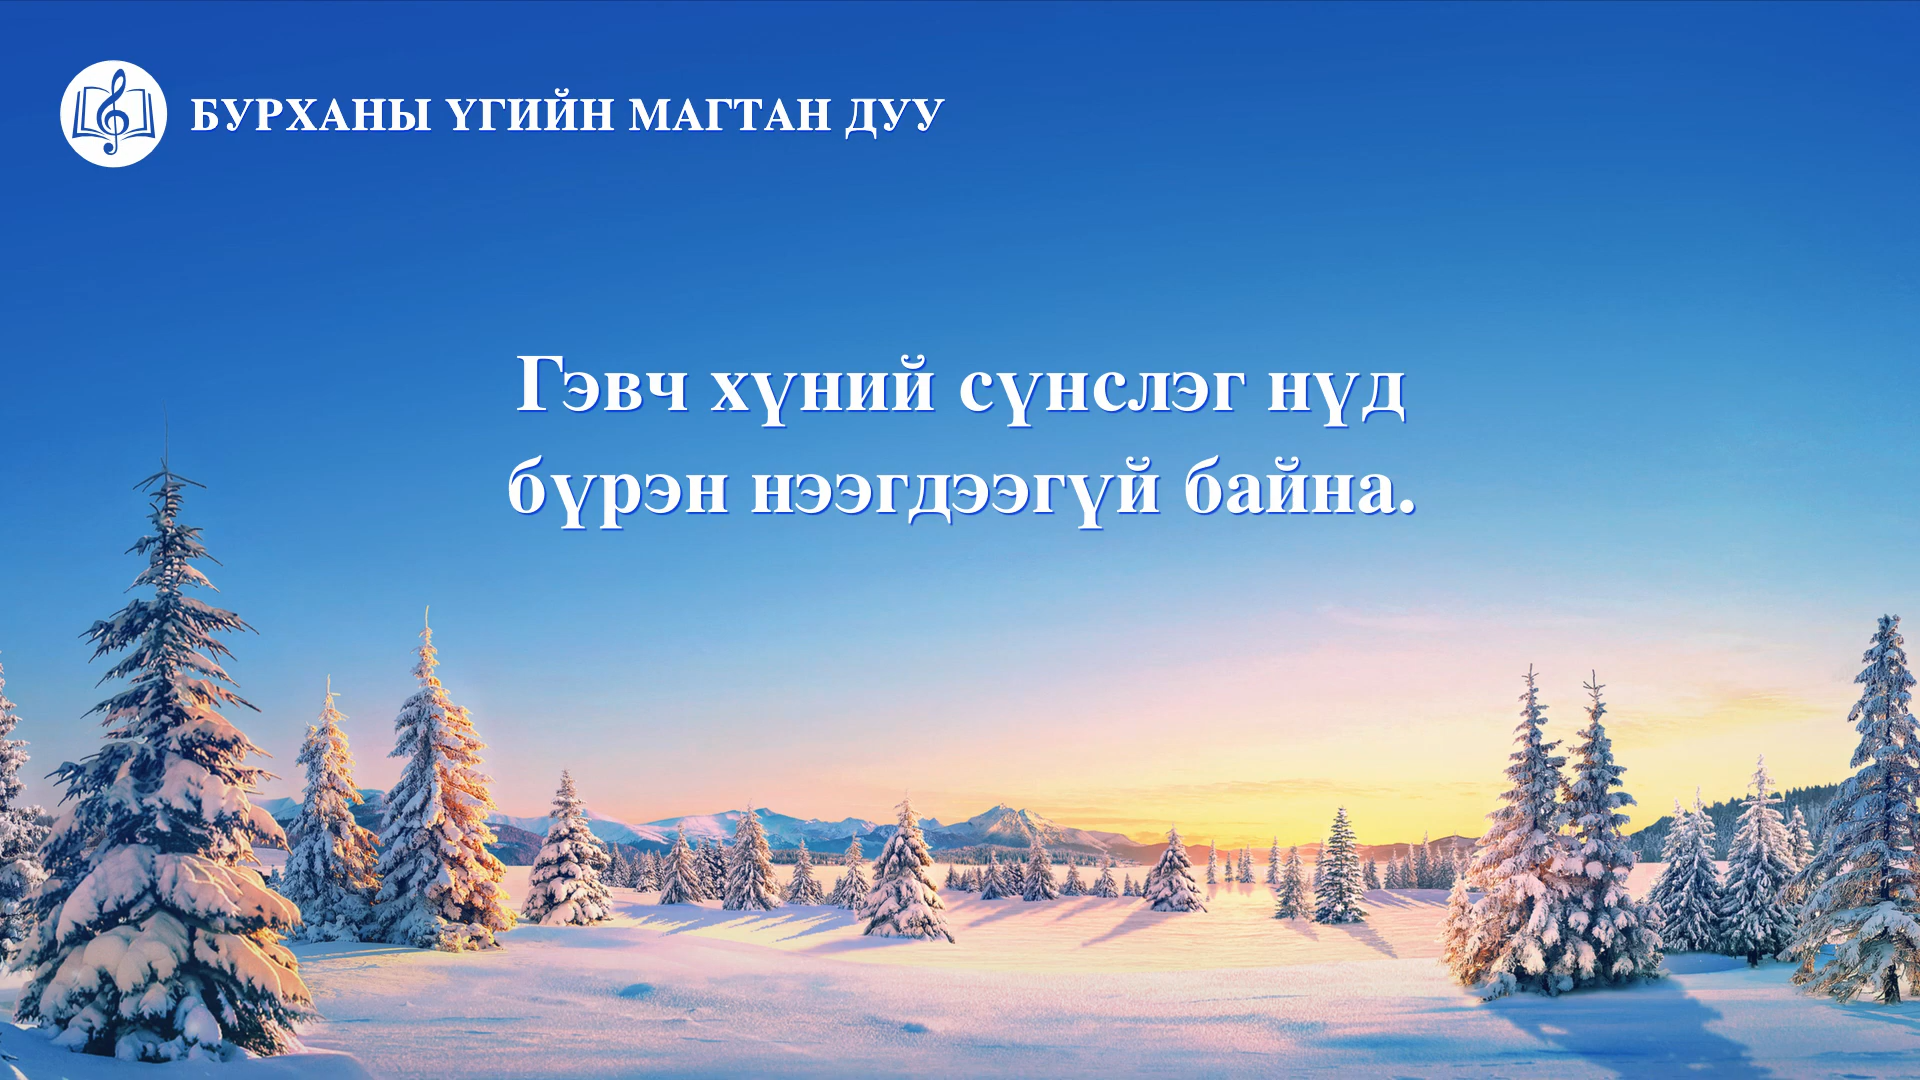 БУРХАНЫ ҮГИЙН МАГТАН ДУУ
Гэвч хүний сүнслэг нүд
бүрэн нээгдээгүй байна.